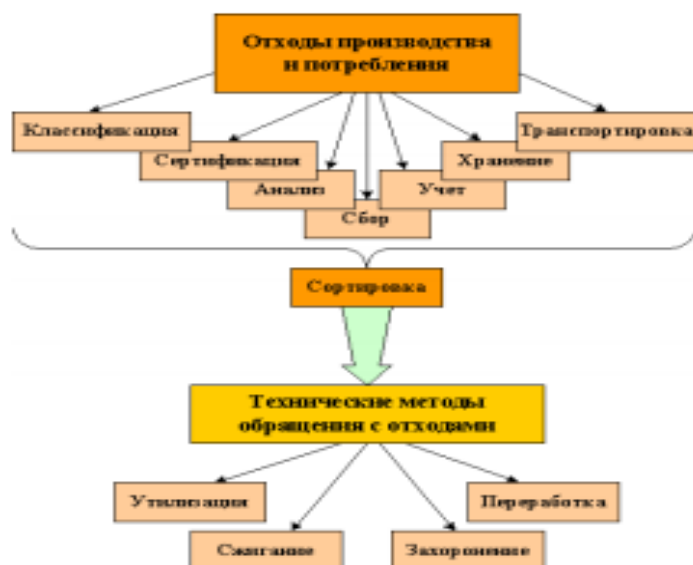 Отходы производства
и потребления
Классификация
Транспортировка
Сертификация
Хранение
Анализ
Учет
Сбор
Сортировка
Технические методы
обращения с отходами
Утилизация
Переработка
Сжигание
Захоронение